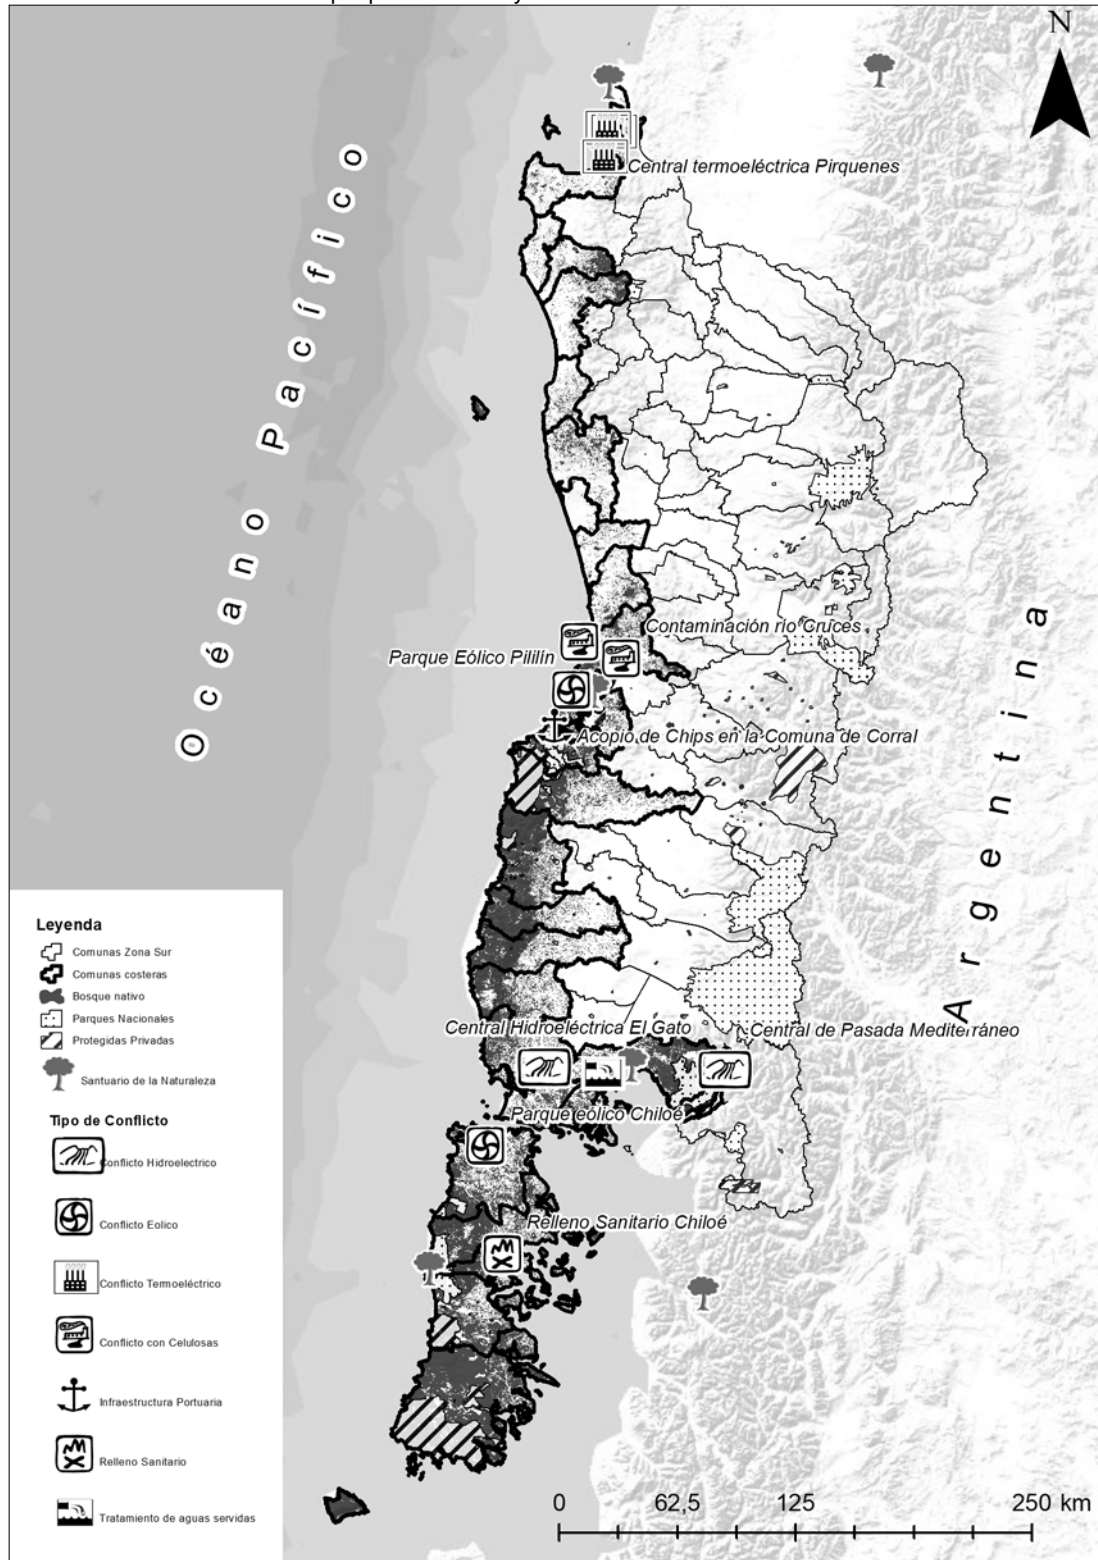 N
Central termoeléctrica Pirquenes
Océano Pacífico
Contaminación río Cruces
Parque Eólico Pililín
Acopio de Chips en la Comuna de Corral
Argentina
Leyenda
Comunas Zona Sur
Comunas costeras
Bosque nativo
Parques Nacionales
Protegidas Privadas
Santuario de la Naturaleza
Central Hidroeléctrica El Gato
Central de Pasada Mediterráneo
Parque eólico Chiloé
Tipo de Conflicto
Conflicto Hidroelectrico
Relleno Sanitario Chiloé
Conflicto Eolico
Conflicto Termoeléctrico
Conflicto con Celulosas
Infraestructura Portuaria
Relleno Sanitario
Tratamiento de aguas servidas
0 62,5 125 250 km